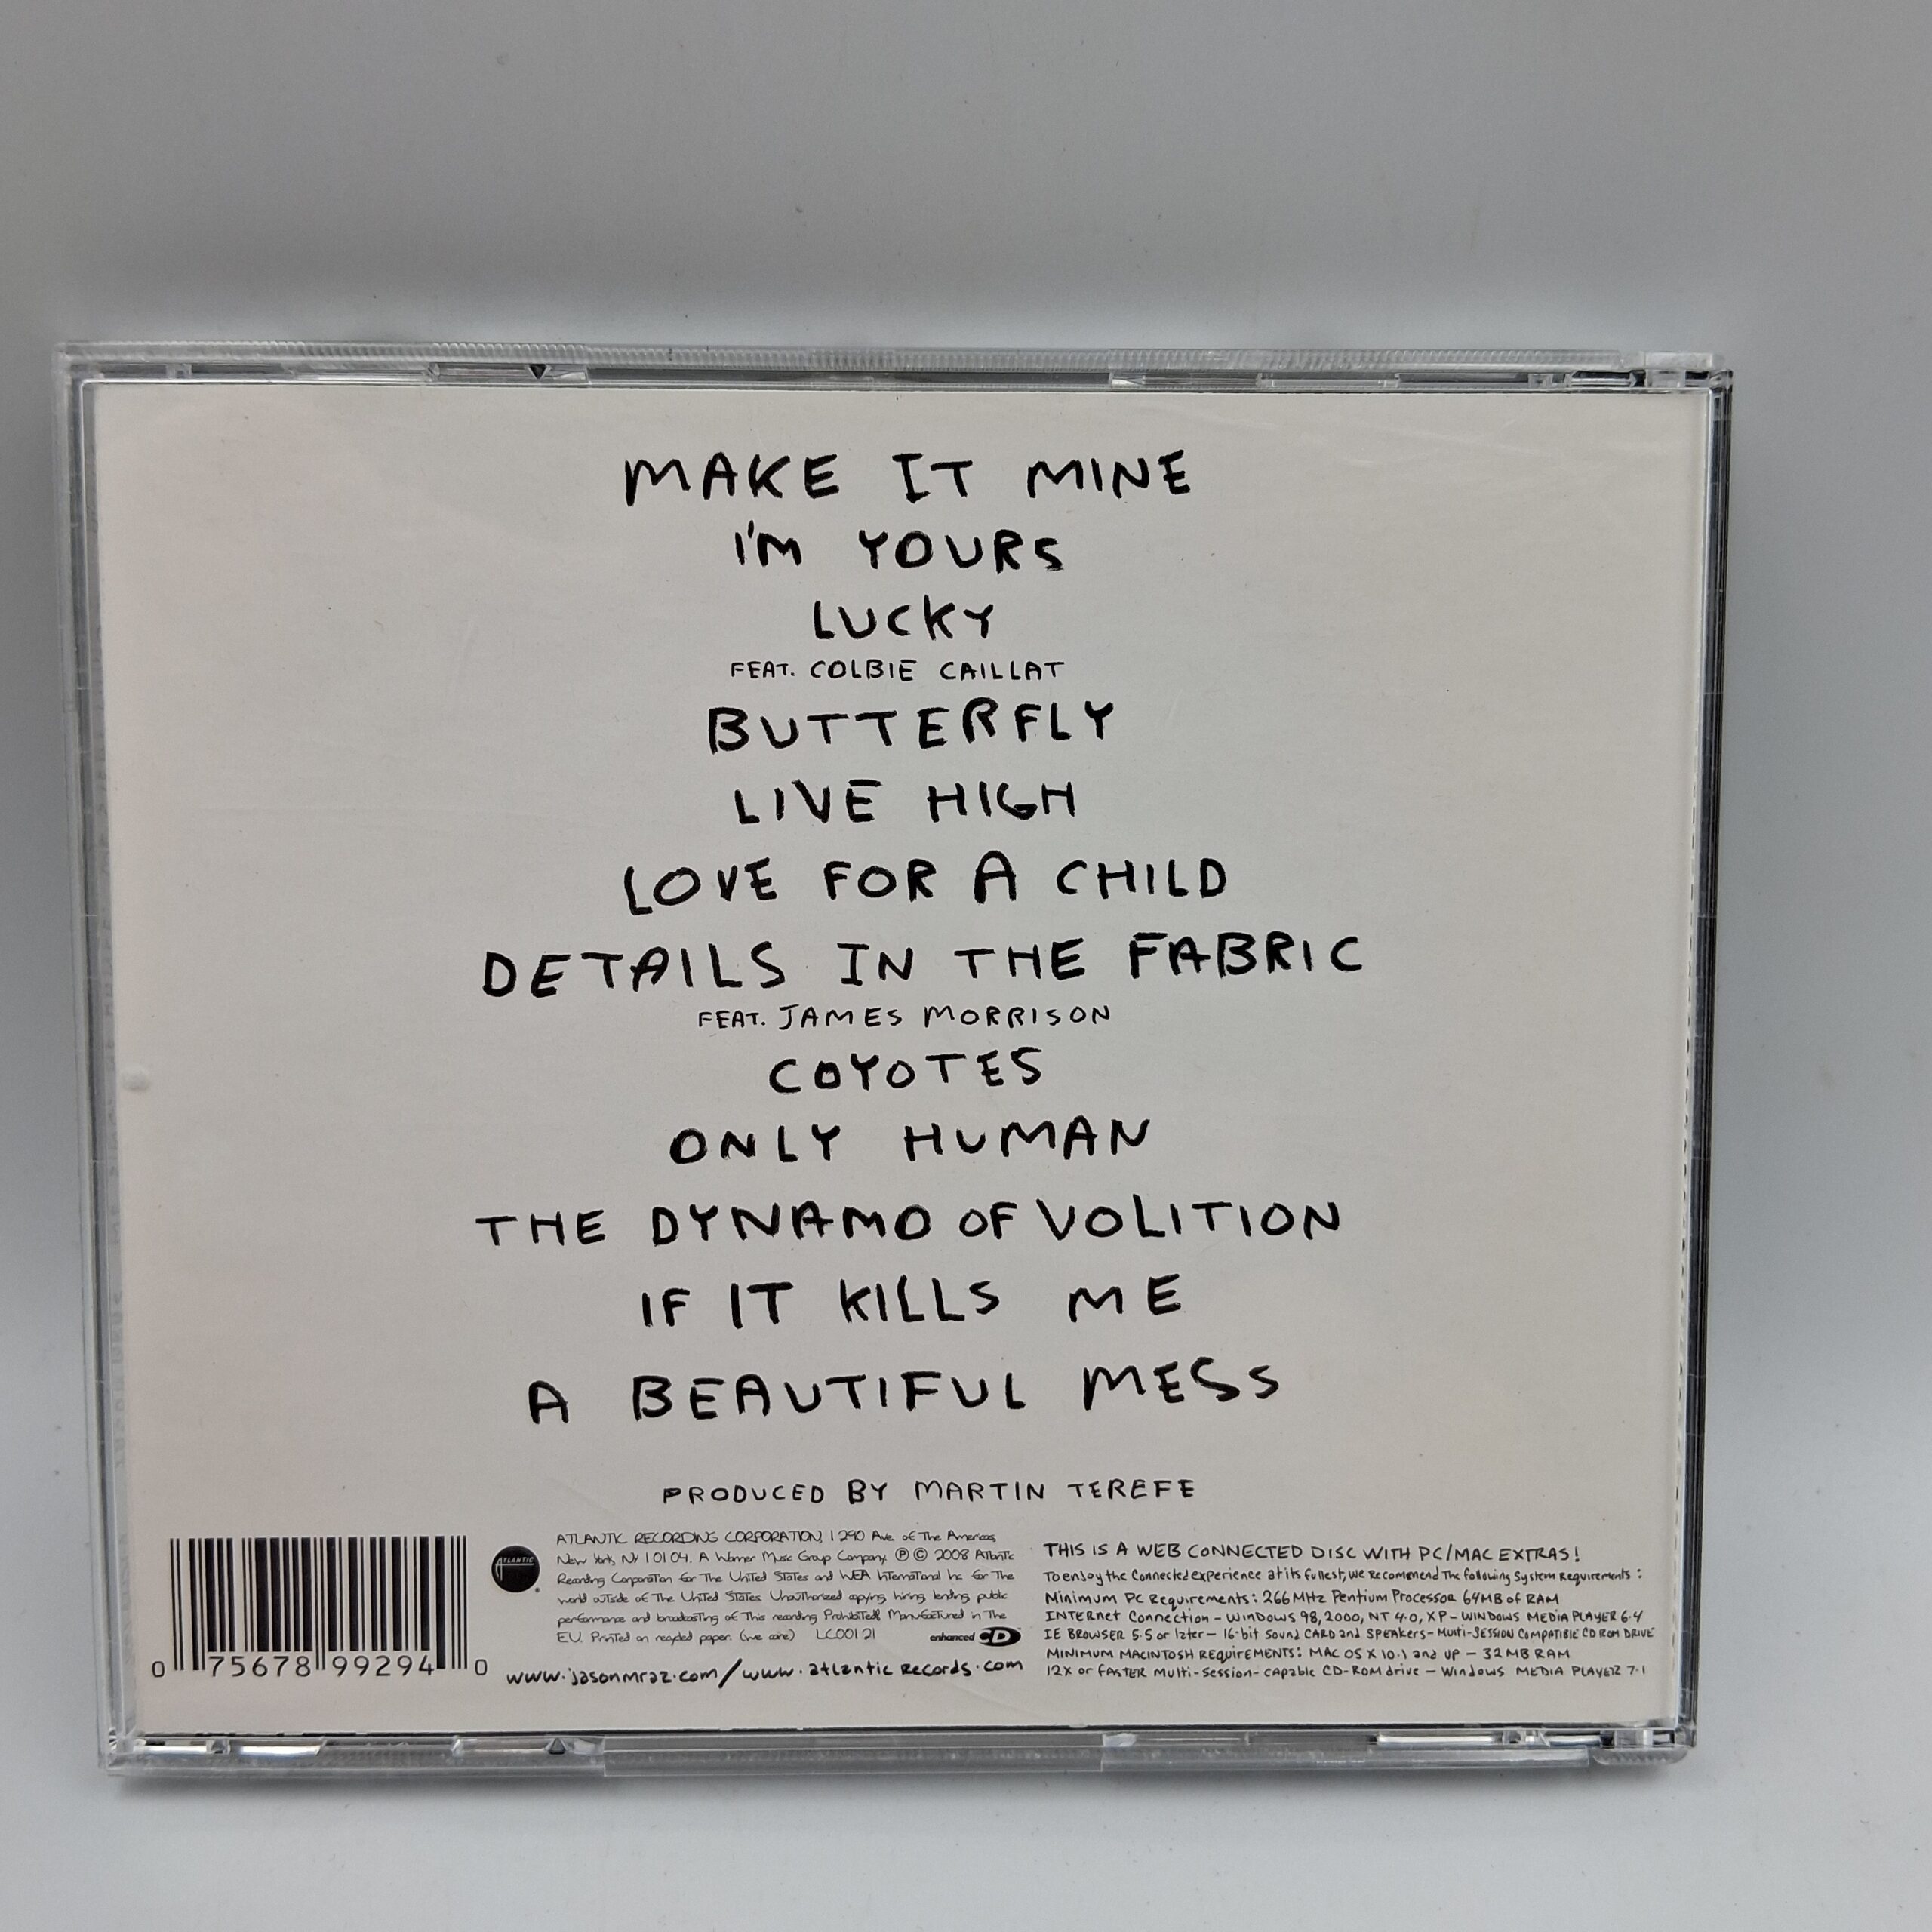 MAKE IT MINE
I'M YOURS
LUCKY
FEAT. COLBIE CAILLAT
BUTTERFLY
LIVE HIGH
LOVE FOR A CHILD
DETAILS IN THE FABRIC
FEAT. JAMES MORRISON
COYOTES
ONLY HUMAN
THE DYNAMO OF VOLITION
IF IT KILLS ME
A BEAUTIFUL MESS
PRODUCED BY MARTIN TEREFE
0 75678 99294 0
ATLANTIC
ATLANTIC RECORDING CORPORATION, 1290 Ave. of The Americas,
New York, NY 10104. A Warner Music Group Company. ℗ © 2008 Atlantic
Recording Corporation for The United States and WEA International Inc. for The
world outside of The United States. Unauthorized copying, hiring, lending, public
performance and broadcasting of This recording Prohibited. Manufactured in The
E.U. Printed on recycled paper. (we care) LC00121
enhanced CD
www.jasonmraz.com/www.atlantic Records.com
THIS IS A WEB CONNECTED DISC WITH PC/MAC EXTRAS!
To enjoy the connected experience at its fullest, we recommend the following System Requirements:
Minimum PC Requirements: 266 MHz Pentium Processor 64MB of RAM
INTERnet Connection - WINDOWS 98, 2000, NT 4.0, XP - WINDOWS MEDIA PLAYER 6.4
IE BROWSER 5.5 or later - 16-bit sound CARD and SPEAKERS - Multi-SESSION COMPATIBLE CD ROM DRIVE
MINIMUM MACINTOSH REQUIREMENTS: MAC OS X 10.1 and up - 32 MB RAM
12X or FASTER multi-session-capable CD-ROM drive - Windows MEDIA PLAYER 7.1